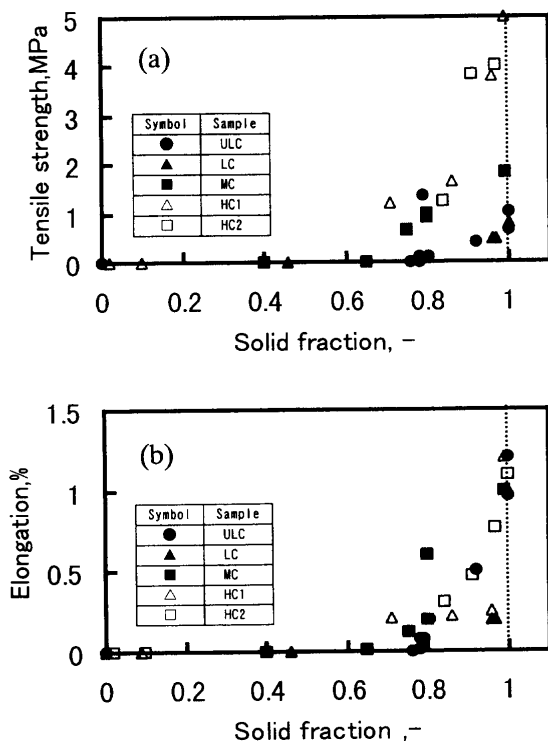 (a)
Tensile strength,MPa
5
4
3
2
1
0
Symbol Sample
ULC
LC
MC
HC1
HC2
0 0.2 0.4 0.6 0.8 1
Solid fraction, -
(b)
Elongation,%
1.5
1
0.5
0
Symbol Sample
ULC
LC
MC
HC1
HC2
0 0.2 0.4 0.6 0.8 1
Solid fraction ,-